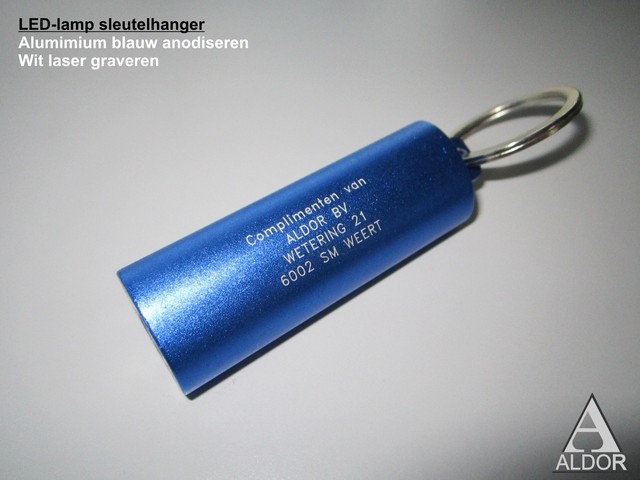 LED-lamp sleutelhanger
Alumimium blauw anodiseren
Wit laser graveren
Complimenten van
ALDOR BV
WETERING 21
6002 SM WEERT
A
ALDOR